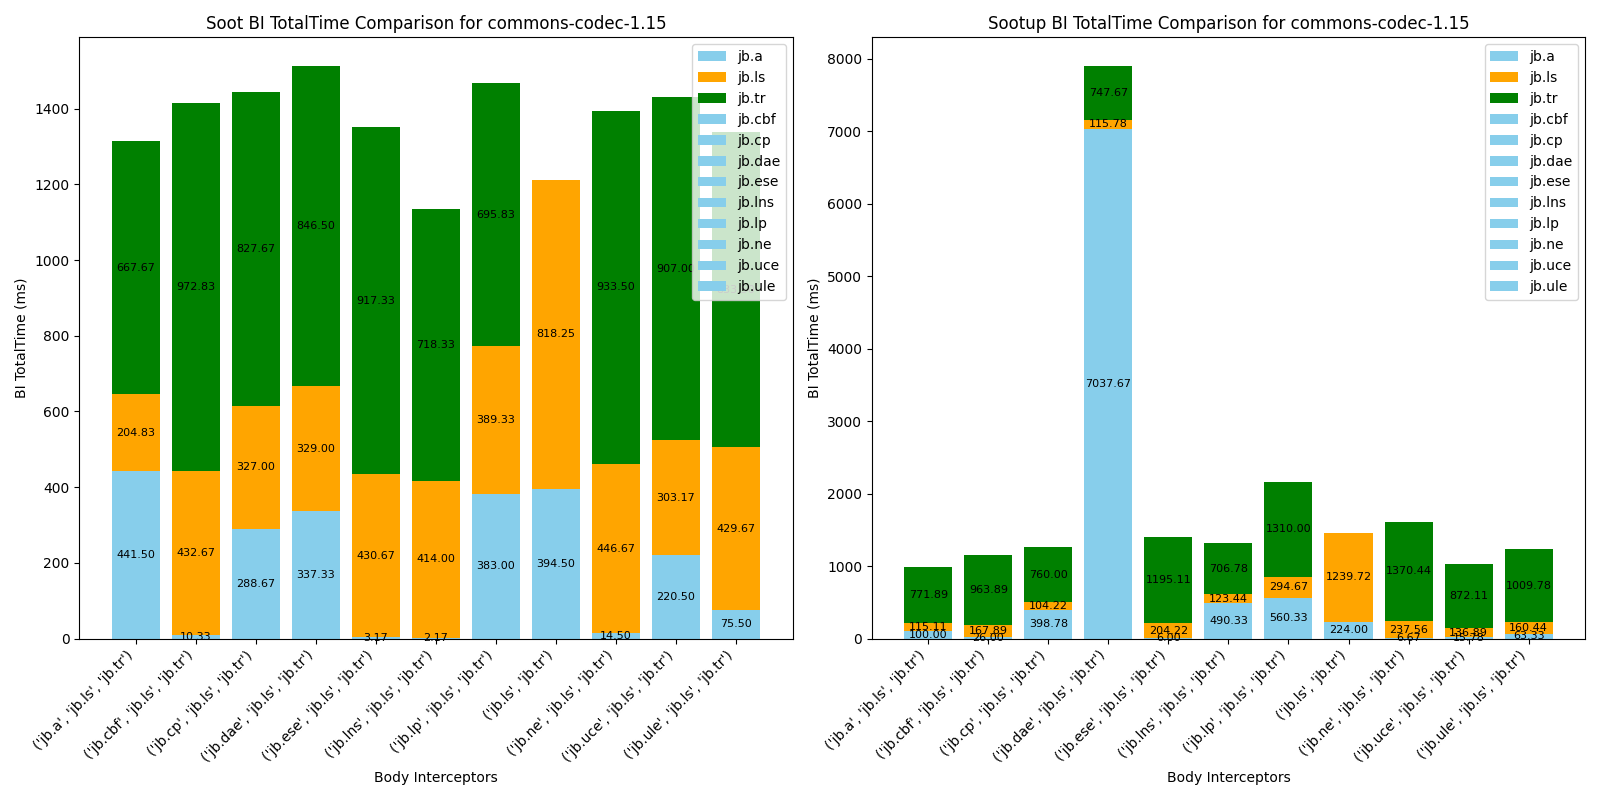 Soot BI TotalTime Comparison for commons-codec-1.15
BI TotalTime (ms)
1400
1200
1000
800
600
400
200
0
667.67
204.83
441.50
972.83
432.67
10.33
827.67
327.00
288.67
846.50
329.00
337.33
917.33
430.67
3.17
718.33
414.00
2.17
695.83
389.33
383.00
818.25
394.50
933.50
446.67
14.50
907.00
303.17
220.50
429.67
75.50
jb.a
jb.ls
jb.tr
jb.cbf
jb.cp
jb.dae
jb.ese
jb.lns
jb.lp
jb.ne
jb.uce
jb.ule
('jb.a', 'jb.ls', 'jb.tr')
('jb.cbf', 'jb.ls', 'jb.tr')
('jb.cp', 'jb.ls', 'jb.tr')
('jb.dae', 'jb.ls', 'jb.tr')
('jb.ese', 'jb.ls', 'jb.tr')
('jb.lns', 'jb.ls', 'jb.tr')
('jb.lp', 'jb.ls', 'jb.tr')
('jb.ls', 'jb.tr')
('jb.ne', 'jb.ls', 'jb.tr')
('jb.uce', 'jb.ls', 'jb.tr')
('jb.ule', 'jb.ls', 'jb.tr')
Body Interceptors
Sootup BI TotalTime Comparison for commons-codec-1.15
BI TotalTime (ms)
8000
7000
6000
5000
4000
3000
2000
1000
0
771.89
115.11
100.00
963.89
167.89
26.00
760.00
104.22
398.78
747.67
115.78
7037.67
1195.11
204.22
6.00
706.78
123.44
490.33
1310.00
294.67
560.33
1239.72
224.00
1370.44
237.56
6.67
872.11
136.89
15.78
1009.78
160.44
63.33
jb.a
jb.ls
jb.tr
jb.cbf
jb.cp
jb.dae
jb.ese
jb.lns
jb.lp
jb.ne
jb.uce
jb.ule
('jb.a', 'jb.ls', 'jb.tr')
('jb.cbf', 'jb.ls', 'jb.tr')
('jb.cp', 'jb.ls', 'jb.tr')
('jb.dae', 'jb.ls', 'jb.tr')
('jb.ese', 'jb.ls', 'jb.tr')
('jb.lns', 'jb.ls', 'jb.tr')
('jb.lp', 'jb.ls', 'jb.tr')
('jb.ls', 'jb.tr')
('jb.ne', 'jb.ls', 'jb.tr')
('jb.uce', 'jb.ls', 'jb.tr')
('jb.ule', 'jb.ls', 'jb.tr')
Body Interceptors